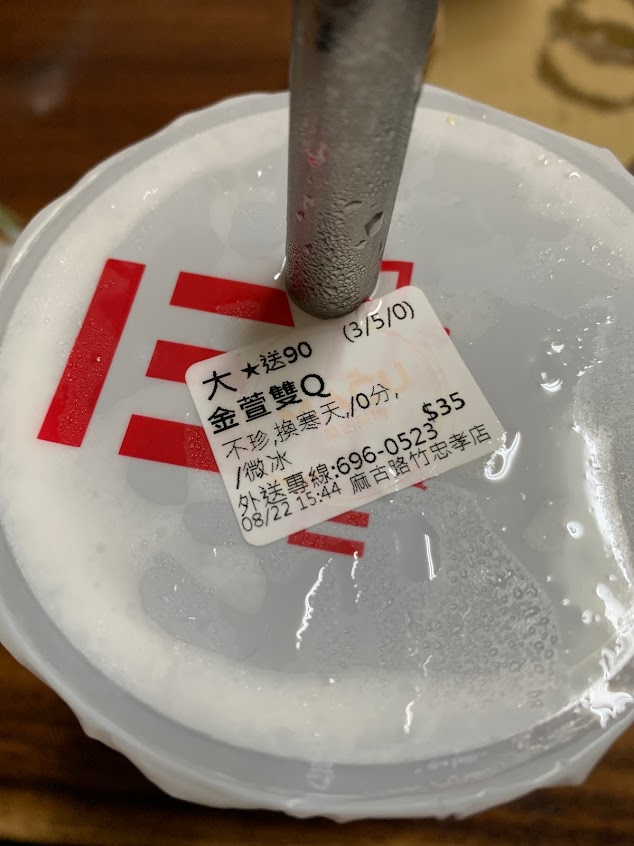 大 ★送90 (3/5/0)
金萱雙Q
不珍,換寒天,/0分,
/微冰 $35
外送專線:696-0523
08/22 15:44 麻古路竹忠孝店